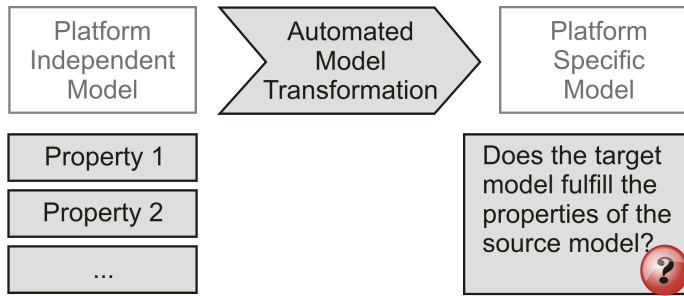 Platform
Independent
Model
Automated
Model
Transformation
Platform
Specific
Model
Property 1
Property 2
...
Does the target
model fulfill the
properties of the
source model?
?